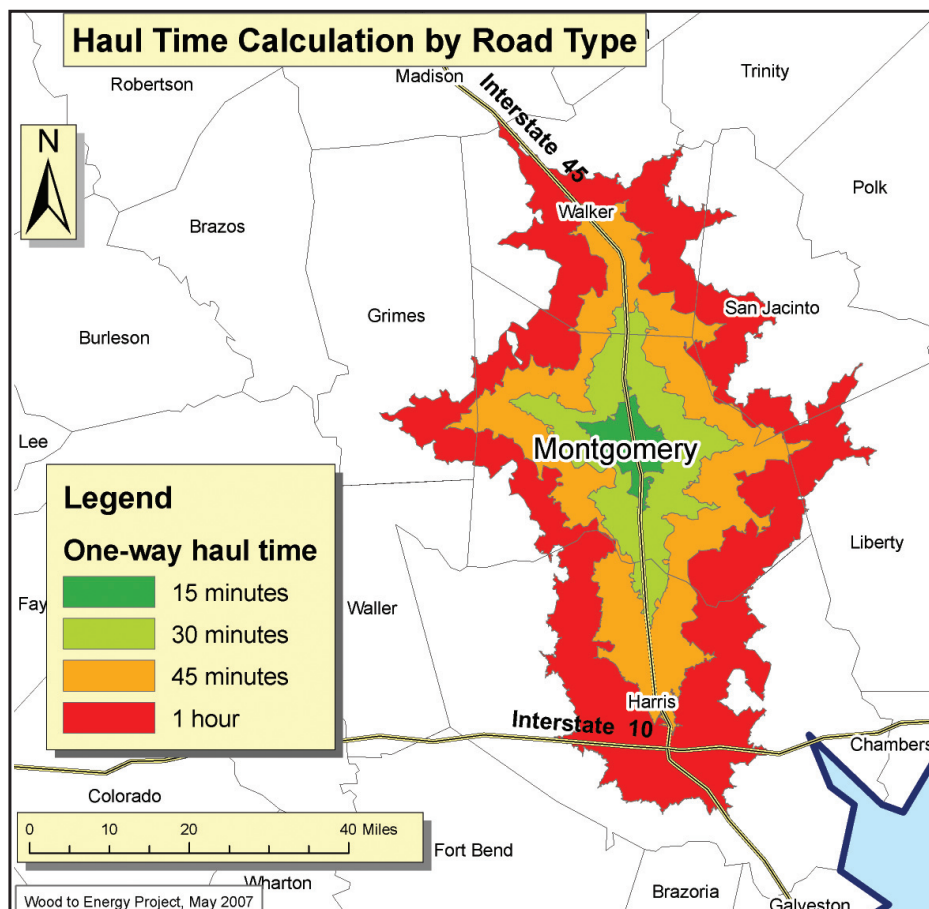 Haul Time Calculation by Road Type
Madison
Trinity
Robertson
Interstate 45
N
Polk
Walker
Brazos
San Jacinto
Grimes
Burleson
Lee
Montgomery
Legend
One-way haul time
15 minutes
30 minutes
45 minutes
1 hour
Liberty
Fay
Waller
Harris
Interstate 10
Chambers
Colorado
0 10 20 40 Miles
Fort Bend
Wharton
Brazoria
Galveston
Wood to Energy Project, May 2007